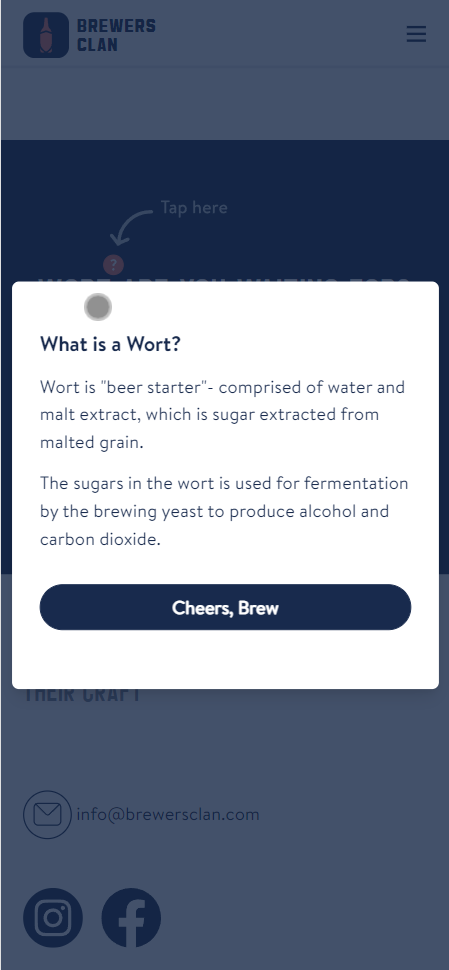 BREWERS
CLAN
Tap here
?
What is a Wort?
Wort is "beer starter"- comprised of water and
malt extract, which is sugar extracted from
malted grain.
The sugars in the wort is used for fermentation
by the brewing yeast to produce alcohol and
carbon dioxide.
Cheers, Brew
THEIR CRAFT
info@brewersclan.com